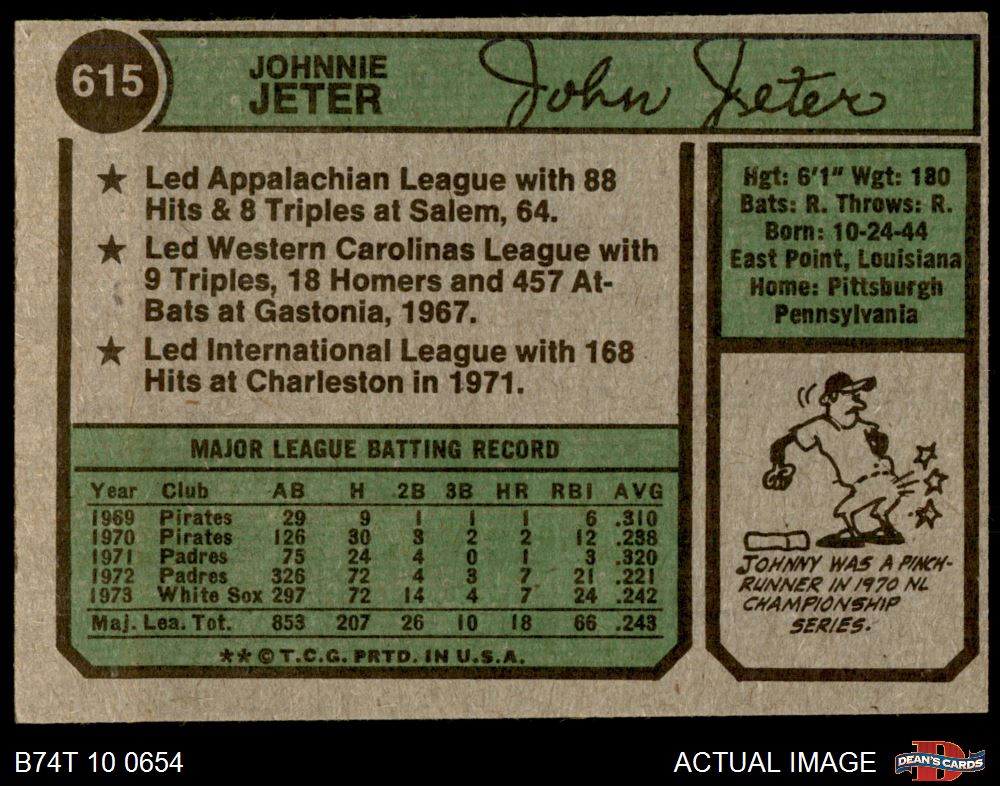 615
JOHNNIE
JETER
John Jeter
★ Led Appalachian League with 88
Hits & 8 Triples at Salem, 64.
★ Led Western Carolinas League with
9 Triples, 18 Homers and 457 At-
Bats at Gastonia, 1967.
★ Led International League with 168
Hits at Charleston in 1971.
Hgt: 6'1" Wgt: 180
Bats: R. Throws: R.
Born: 10-24-44
East Point, Louisiana
Home: Pittsburgh
Pennsylvania
MAJOR LEAGUE BATTING RECORD
Year Club AB H 2B 3B HR RBI AVG
1969 Pirates 29 9 1 1 1 6 .310
1970 Pirates 126 30 3 2 2 12 .238
1971 Padres 75 24 4 0 1 3 .320
1972 Padres 326 72 4 3 7 21 .221
1973 White Sox 297 72 14 4 7 24 .242
Maj. Lea. Tot. 853 207 26 10 18 66 .243
** © T.C.G. PRTD. IN U.S.A.
JOHNNY WAS A PINCH-
RUNNER IN 1970 NL
CHAMPIONSHIP
SERIES.
B74T 10 0654
ACTUAL IMAGE
DEAN'S CARDS